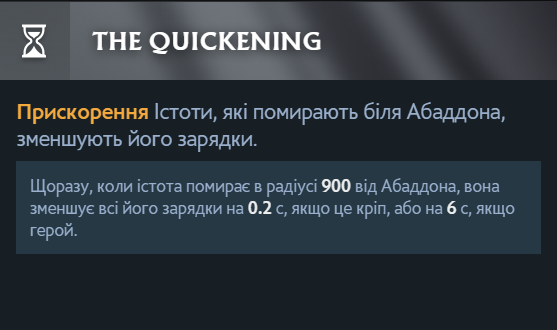 THE QUICKENING
Прискорення Істоти, які помирають біля Абаддона,
зменшують його зарядки.
Щоразу, коли істота помирає в радіусі 900 від Абаддона, вона
зменшує всі його зарядки на 0.2 с, якщо це кріп, або на 6 с, якщо
герой.